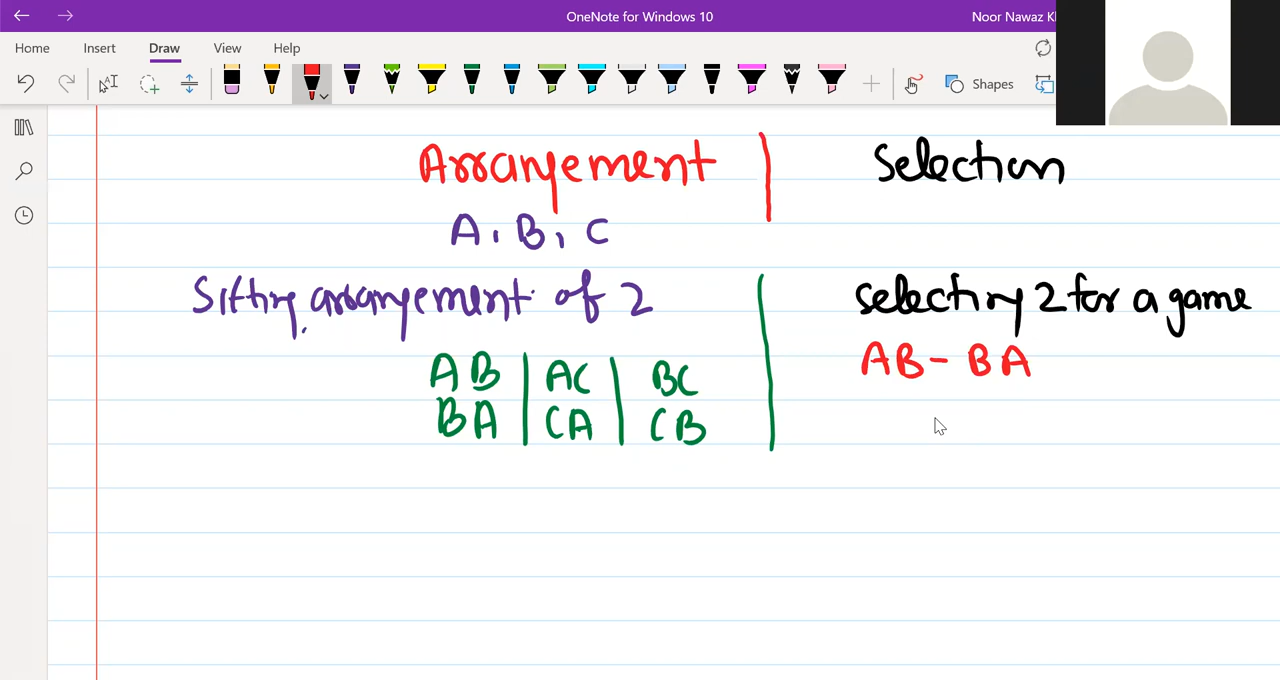 OneNote for Windows 10
Noor Nawaz Kh
Home Insert Draw View Help
Shapes
Arrangement | Selection
A, B, C
Sitting arrangement of 2 | selecting 2 for a game
AB | AC | BC | AB - BA
BA | CA | CB